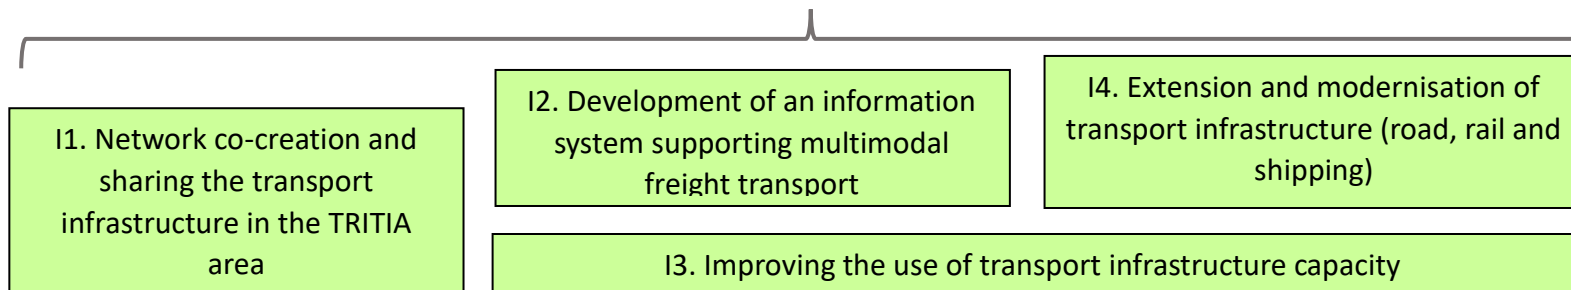 I1. Network co-creation and
sharing the transport
infrastructure in the TRITIA
area
I2. Development of an information
system supporting multimodal
freight transport
I4. Extension and modernisation of
transport infrastructure (road, rail and
shipping)
I3. Improving the use of transport infrastructure capacity